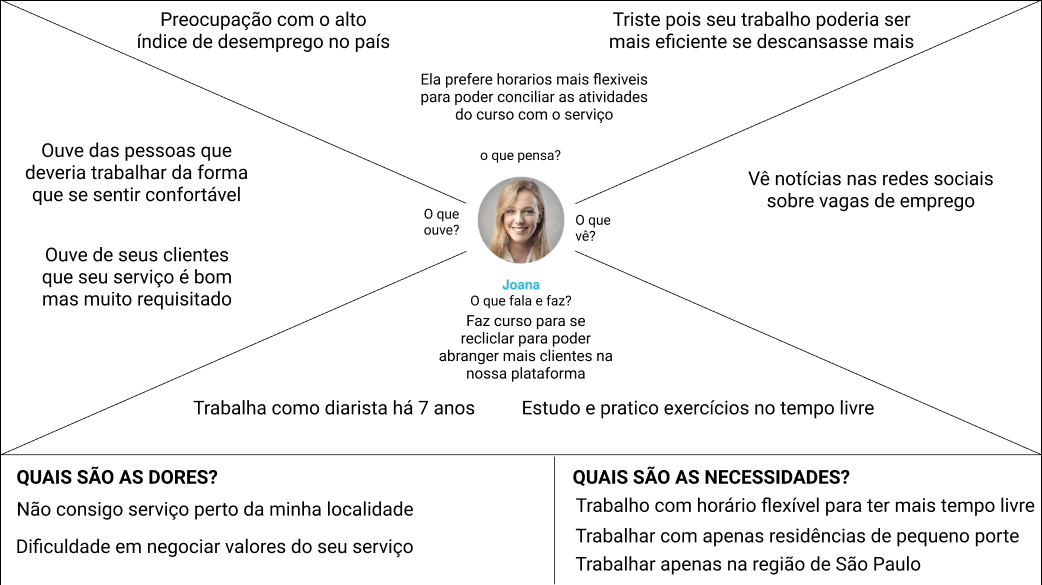 Preocupação com o alto
índice de desemprego no país
Triste pois seu trabalho poderia ser
mais eficiente se descansasse mais
Ela prefere horarios mais flexiveis
para poder conciliar as atividades
do curso com o serviço
o que pensa?
Ouve das pessoas que
deveria trabalhar da forma
que se sentir confortável
Ouve de seus clientes
que seu serviço é bom
mas muito requisitado
O que
ouve?
O que
vê?
Vê notícias nas redes sociais
sobre vagas de emprego
Joana
O que fala e faz?
Faz curso para se
recliclar para poder
abranger mais clientes na
nossa plataforma
Trabalha como diarista há 7 anos
Estudo e pratico exercícios no tempo livre
QUAIS SÃO AS DORES?
Não consigo serviço perto da minha localidade
Dificuldade em negociar valores do seu serviço
QUAIS SÃO AS NECESSIDADES?
Trabalho com horário flexível para ter mais tempo livre
Trabalhar com apenas residências de pequeno porte
Trabalhar apenas na região de São Paulo